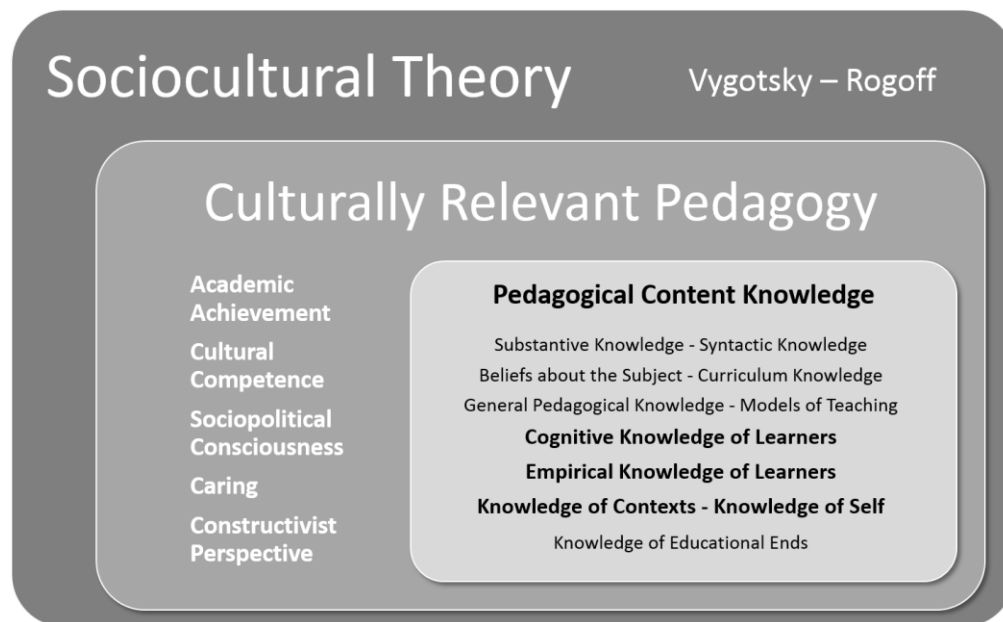 Sociocultural Theory
Vygotsky – Rogoff
Culturally Relevant Pedagogy
Academic
Achievement
Cultural
Competence
Sociopolitical
Consciousness
Caring
Constructivist
Perspective
Pedagogical Content Knowledge
Substantive Knowledge - Syntactic Knowledge
Beliefs about the Subject - Curriculum Knowledge
General Pedagogical Knowledge - Models of Teaching
Cognitive Knowledge of Learners
Empirical Knowledge of Learners
Knowledge of Contexts - Knowledge of Self
Knowledge of Educational Ends